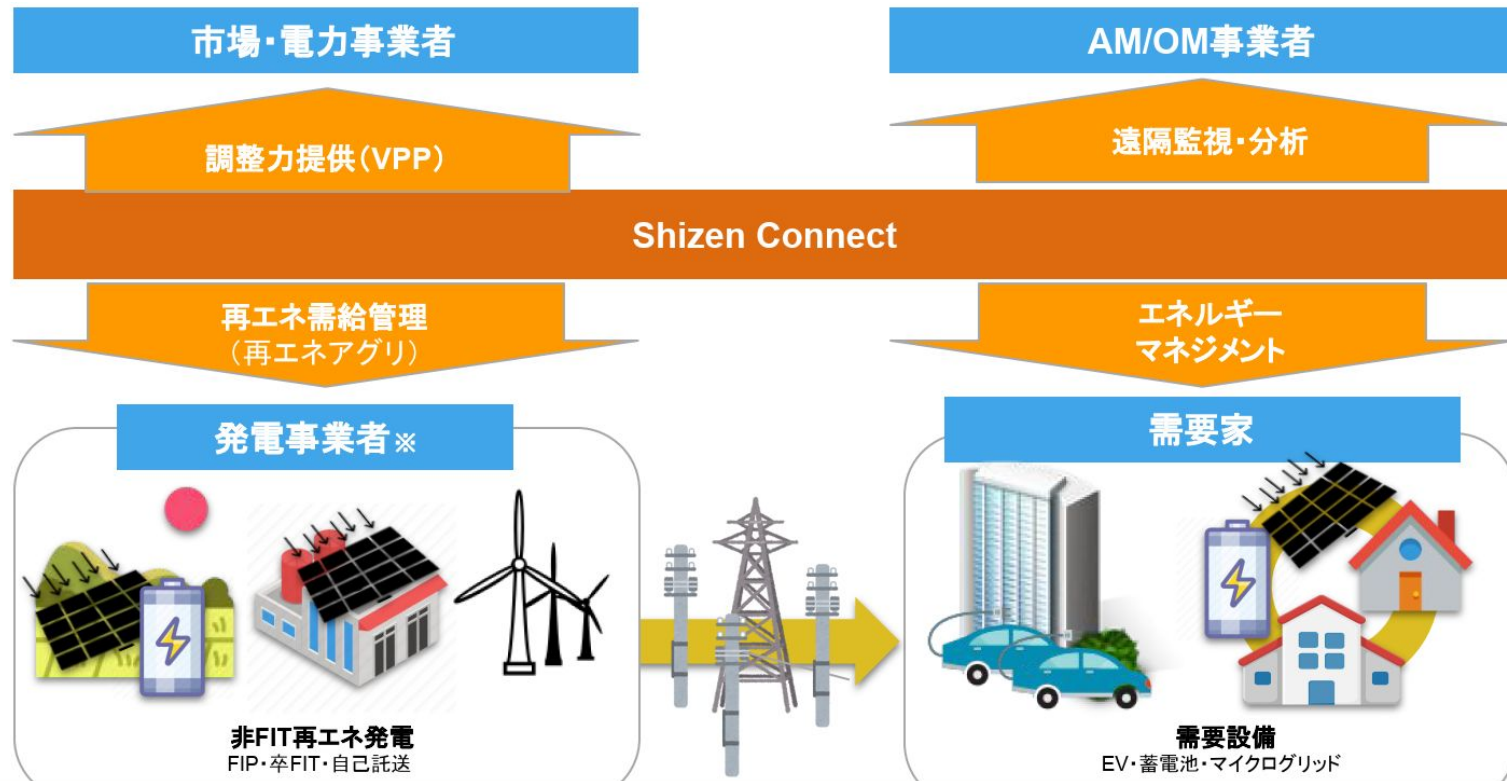 市場・電力事業者
AM/OM事業者
調整力提供(VPP)
遠隔監視・分析
Shizen Connect
再エネ需給管理
（再エネアグリ）
エネルギー
マネジメント
発電事業者※
需要家
非FIT再エネ発電
FIP・卒FIT・自己託送
需要設備
EV・蓄電池・マイクログリッド